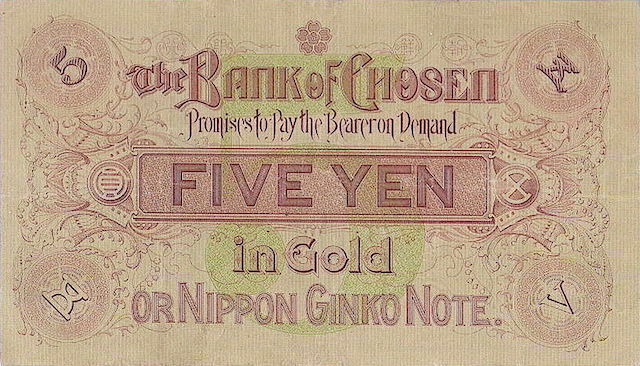 5
The BANK OF CHOSEN
Promises to Pay the Bearer on Demand
FIVE YEN
in Gold
OR NIPPON GINKO NOTE.
V